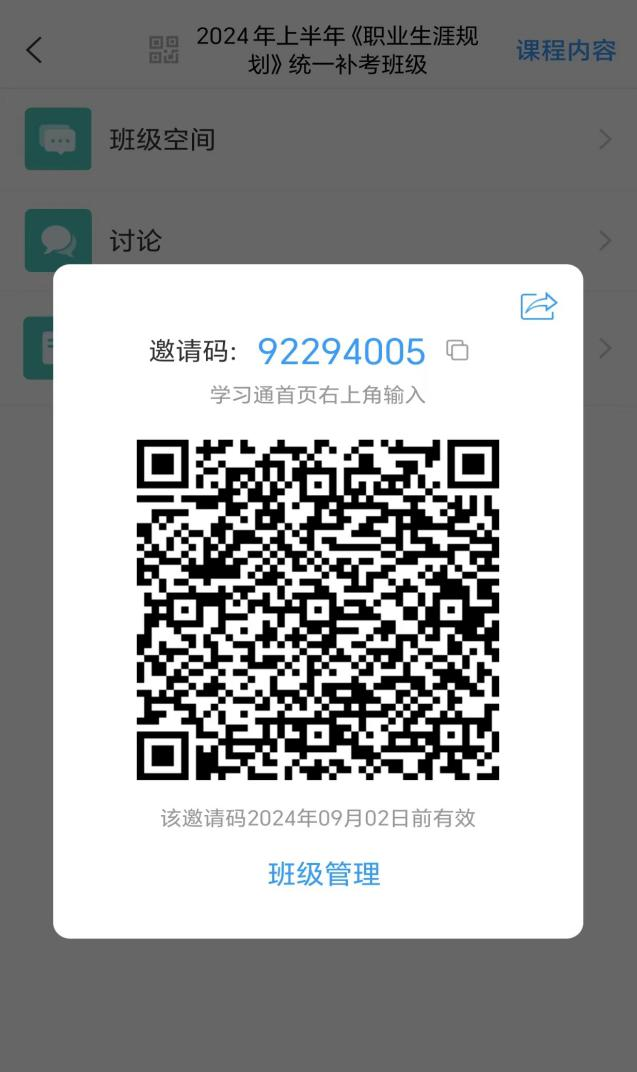 2024年上半年《职业生涯规
划》统一补考班级
课程内容
班级空间
讨论
邀请码: 92294005
学习通首页右上角输入
该邀请码2024年09月02日前有效
班级管理